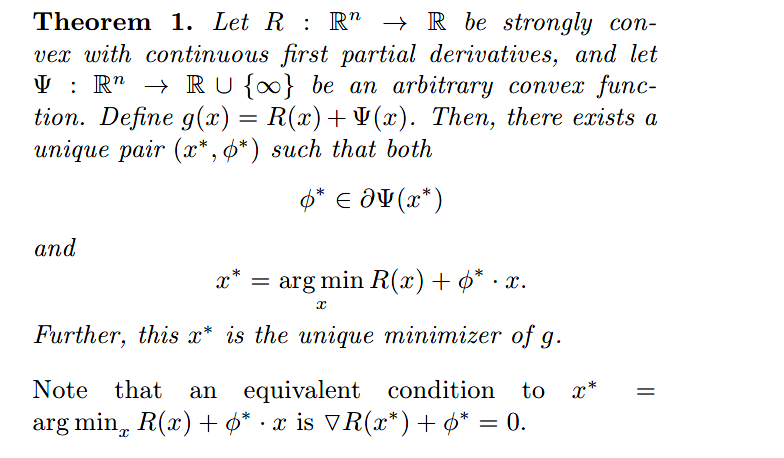 Theorem 1. Let R : ℝⁿ → ℝ be strongly con-
vex with continuous first partial derivatives, and let
Ψ : ℝⁿ → ℝ ∪ {∞} be an arbitrary convex func-
tion. Define g(x) = R(x) + Ψ(x). Then, there exists a
unique pair (x*, ϕ*) such that both
ϕ* ∈ ∂Ψ(x*)
and
x* = arg min R(x) + ϕ* · x.
x
Further, this x* is the unique minimizer of g.
Note that an equivalent condition to x* =
arg minₓ R(x) + ϕ* · x is ▽R(x*) + ϕ* = 0.